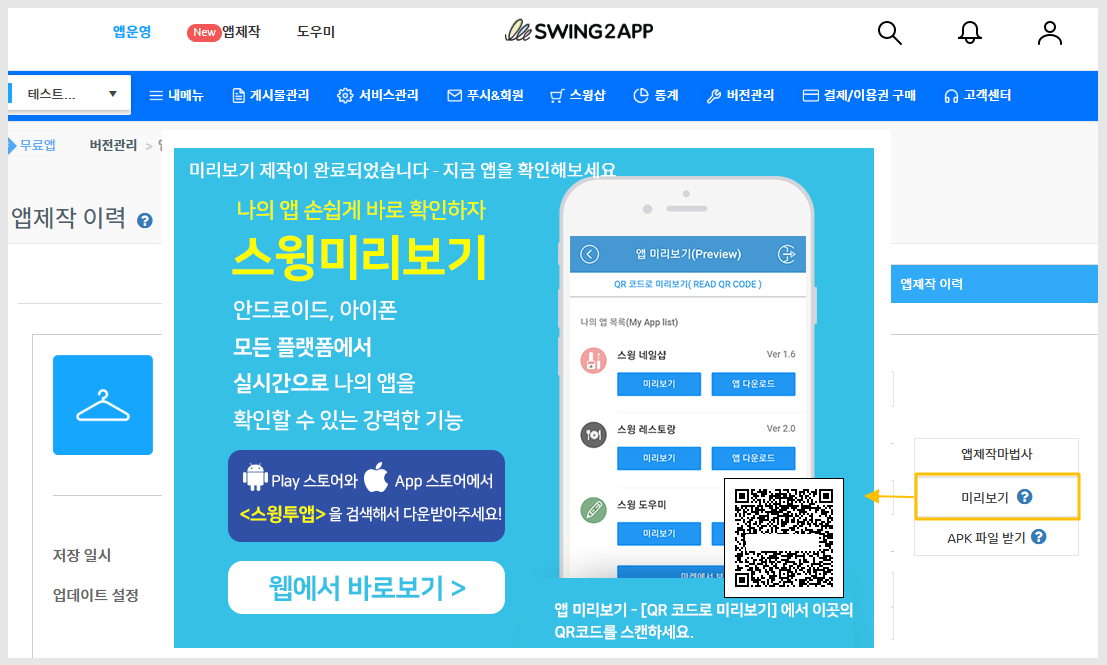 앱운영
New 앱제작
도우미
SWING2APP
테스트...
내메뉴
게시물관리
서비스관리
푸시&회원
스윙샵
통계
버전관리
결제/이용권 구매
고객센터
무료앱
버전관리 >
앱제작 이력
미리보기 제작이 완료되었습니다 - 지금 앱을 확인해보세요
나의 앱 손쉽게 바로 확인하자
스윙미리보기
안드로이드, 아이폰
모든 플랫폼에서
실시간으로 나의 앱을
확인할 수 있는 강력한 기능
Play 스토어와 App 스토어에서
<스윙투앱>을 검색해서 다운받아주세요!
웹에서 바로보기 >
앱 미리보기(Preview)
QR 코드로 미리보기( READ QR CODE )
나의 앱 목록(My App list)
스윙 네일샵 Ver 1.6
미리보기 앱 다운로드
스윙 레스토랑 Ver 2.0
미리보기 앱 다운로드
스윙 도우미
미리보기
앱 미리보기 - [QR 코드로 미리보기] 에서 이곳의
QR코드를 스캔하세요.
앱제작 이력
앱제작마법사
미리보기
APK 파일 받기
저장 일시
업데이트 설정